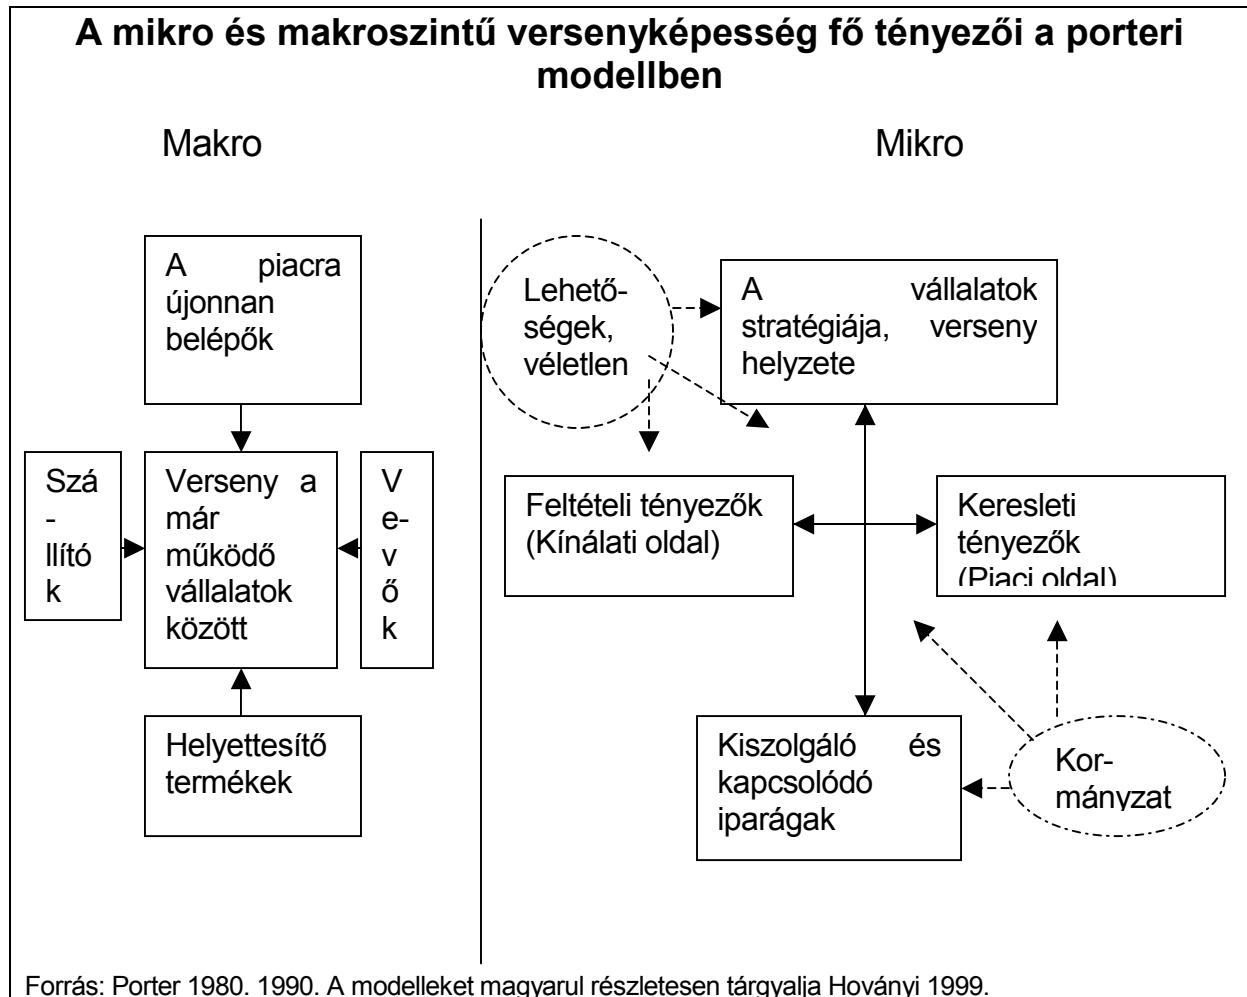 A mikro és makroszintű versenyképesség fő tényezői a porteri
modellben
Makro
Mikro
A piacra
újonnan
belépők
Szá
-
llító
k
Verseny a
már
működő
vállalatok
között
V
e-
v
ő
k
Helyettesítő
termékek
Lehető-
ségek,
véletlen
A vállalatok
stratégiája, verseny
helyzete
Feltételi tényezők
(Kínálati oldal)
Keresleti
tényezők
(Piaci oldal)
Kiszolgáló és
kapcsolódó
iparágak
Kor-
mányzat
Forrás: Porter 1980. 1990. A modelleket magyarul részletesen tárgyalja Hoványi 1999.